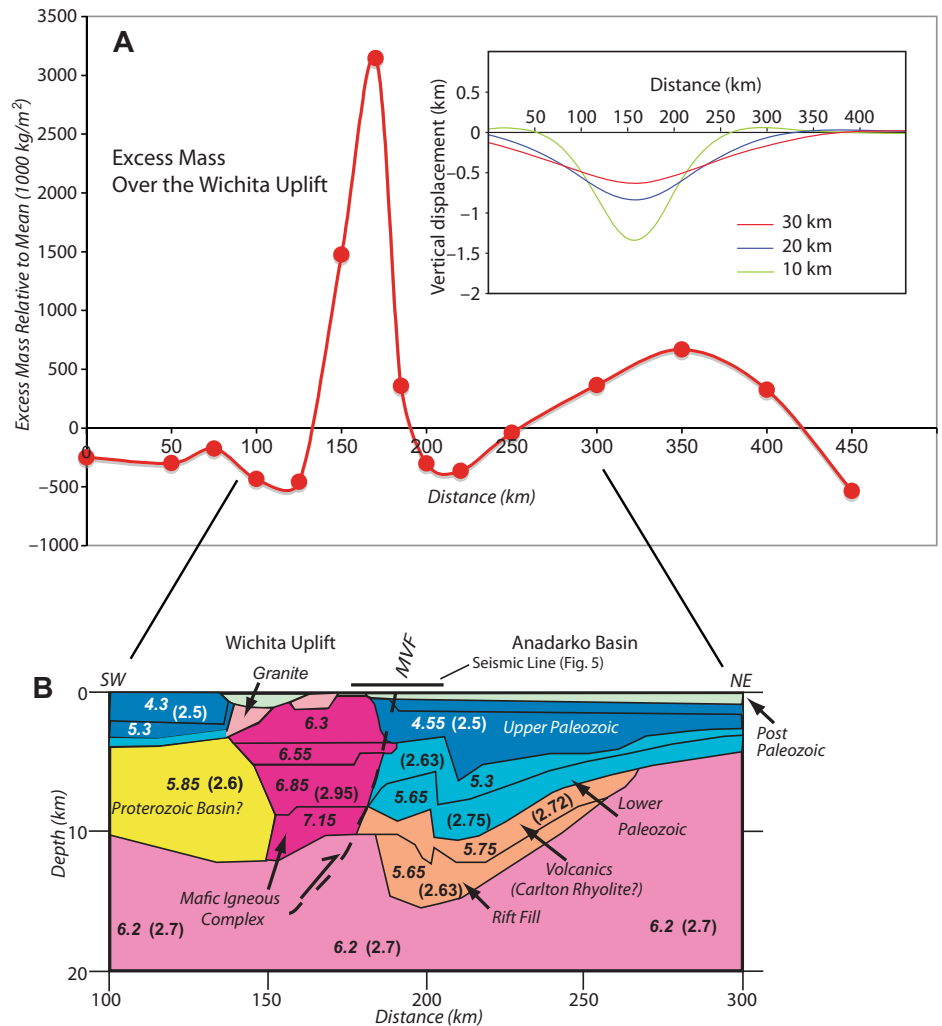 A
Excess Mass
Over the Wichita Uplift
Excess Mass Relative to Mean (1000 kg/m²)
3500
3000
2500
2000
1500
1000
500
0
−500
−1000
0
50
100
150
200
250
300
350
400
450
Distance (km)
Distance (km)
50
100
150
200
250
300
350
400
Vertical displacement (km)
0.5
0
−0.5
−1
−1.5
−2
30 km
20 km
10 km
B
SW
Wichita Uplift
MVF
Anadarko Basin
Seismic Line (Fig. 5)
NE
Granite
4.3
(2.5)
5.3
6.3
6.55
6.85
(2.95)
7.15
5.85 (2.6)
Proterozoic Basin?
4.55 (2.5)
Upper Paleozoic
Post
Paleozoic
(2.63)
5.3
5.65
(2.75)
(2.72)
5.75
5.65
(2.63)
Lower
Paleozoic
Volcanics
(Carlton Rhyolite?)
Rift Fill
Mafic Igneous
Complex
6.2 (2.7)
6.2 (2.7)
6.2 (2.7)
Depth (km)
0
10
20
100
150
200
250
300
Distance (km)